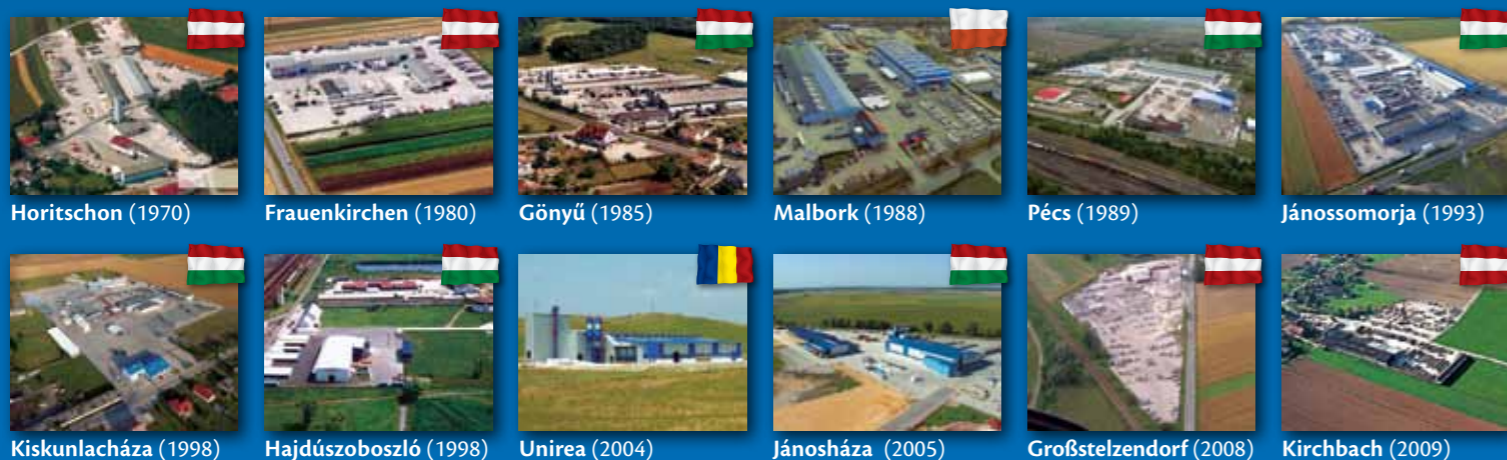 Horitschon (1970)
Frauenkirchen (1980)
Gönyű (1985)
Malbork (1988)
Pécs (1989)
Jánossomorja (1993)
Kiskunlacháza (1998)
Hajdúszoboszló (1998)
Unirea (2004)
Jánosháza (2005)
Großstelzendorf (2008)
Kirchbach (2009)